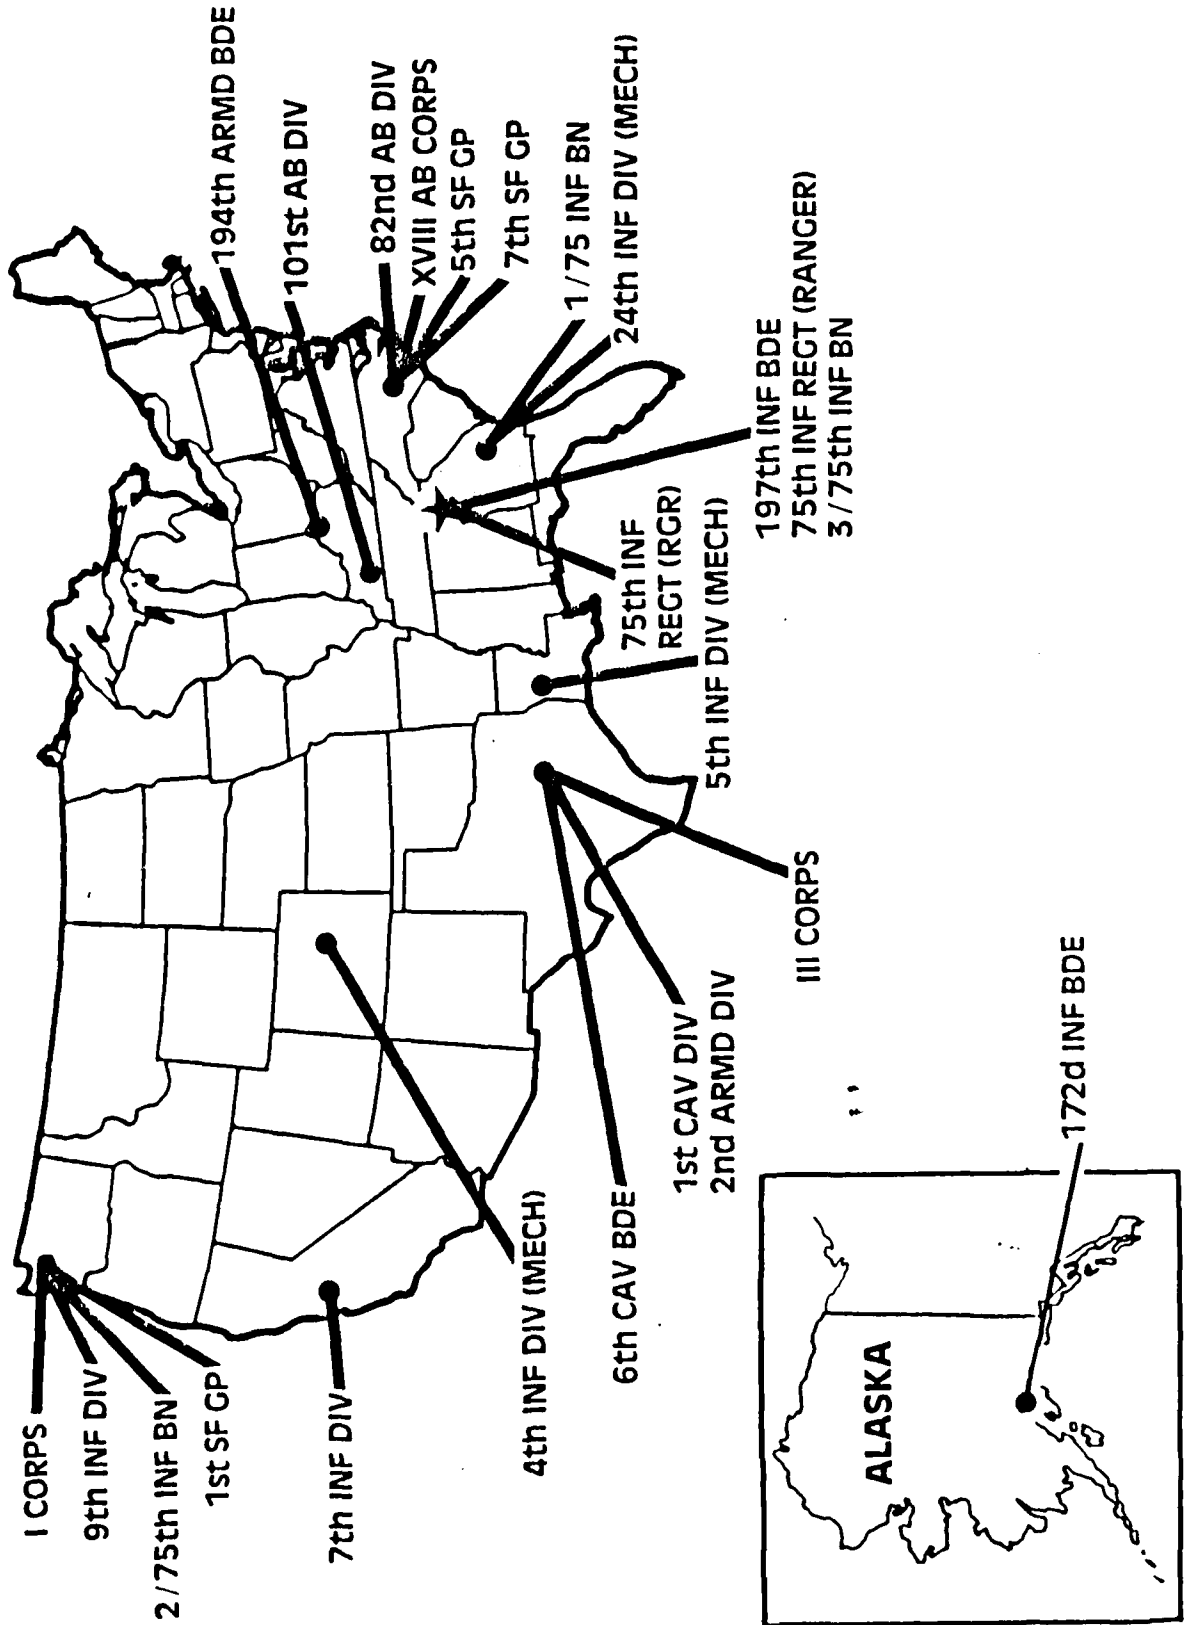 I CORPS
9th INF DIV
2/75th INF BN
1st SF GP
7th INF DIV
4th INF DIV (MECH)
6th CAV BDE
1st CAV DIV
2nd ARMD DIV
III CORPS
5th INF DIV (MECH)
75th INF
REGT (RGR)
197th INF BDE
75th INF REGT (RANGER)
3/75th INF BN
24th INF DIV (MECH)
1/75 INF BN
7th SF GP
5th SF GP
XVIII AB CORPS
82nd AB DIV
101st AB DIV
194th ARMD BDE
ALASKA
172d INF BDE